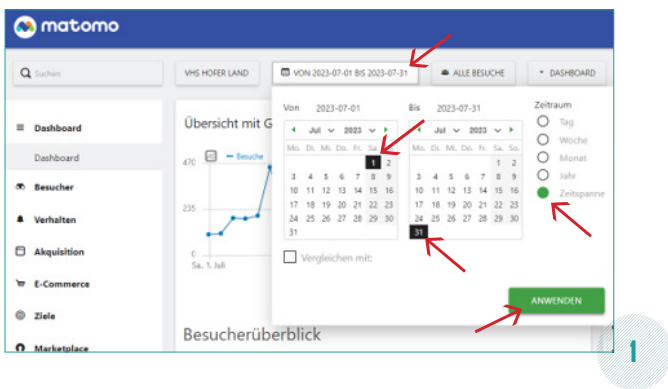 matomo
Suchen
VHS HOFER LAND
VON 2023-07-01 BIS 2023-07-31
ALLE BESUCHE
DASHBOARD
Dashboard
Dashboard
Besucher
Verhalten
Akquisition
E-Commerce
Ziele
Marketplace
Übersicht mit G
470
Besuche
235
0
Sa., 1. Juli
Besucherüberblick
Von 2023-07-01
Jul 2023
Mo. Di. Mi. Do. Fr. Sa.
1 2
3 4 5 6 7 8 9
10 11 12 13 14 15 16
17 18 19 20 21 22 23
24 25 26 27 28 29 30
31
Bis 2023-07-31
Jul 2023
Mo. Di. Mi. Do. Fr. Sa. So.
1 2
3 4 5 6 7 8 9
10 11 12 13 14 15 16
17 18 19 20 21 22 23
24 25 26 27 28 29 30
31
Zeitraum
Tag
Woche
Monat
Jahr
Zeitspanne
Vergleichen mit:
ANWENDEN
1